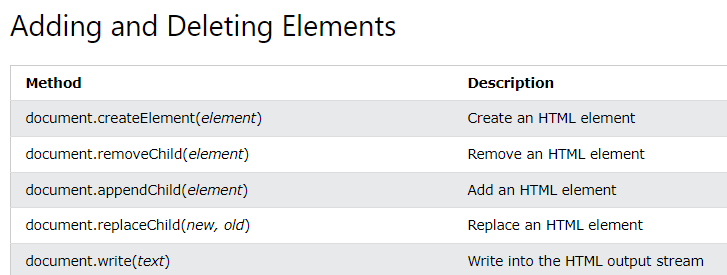 Adding and Deleting Elements
Method Description
document.createElement(element) Create an HTML element
document.removeChild(element) Remove an HTML element
document.appendChild(element) Add an HTML element
document.replaceChild(new, old) Replace an HTML element
document.write(text) Write into the HTML output stream